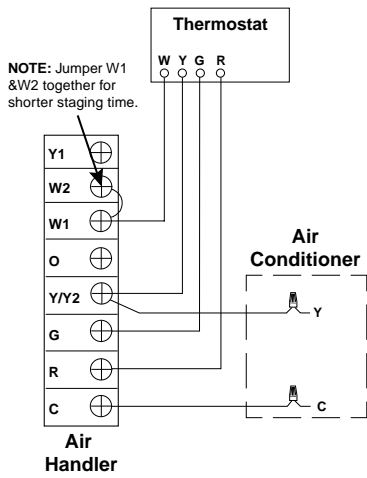 Thermostat
W Y G R
NOTE: Jumper W1
&W2 together for
shorter staging time.
Y1
W2
W1
O
Y/Y2
G
R
C
Air
Handler
Air
Conditioner
Y
C